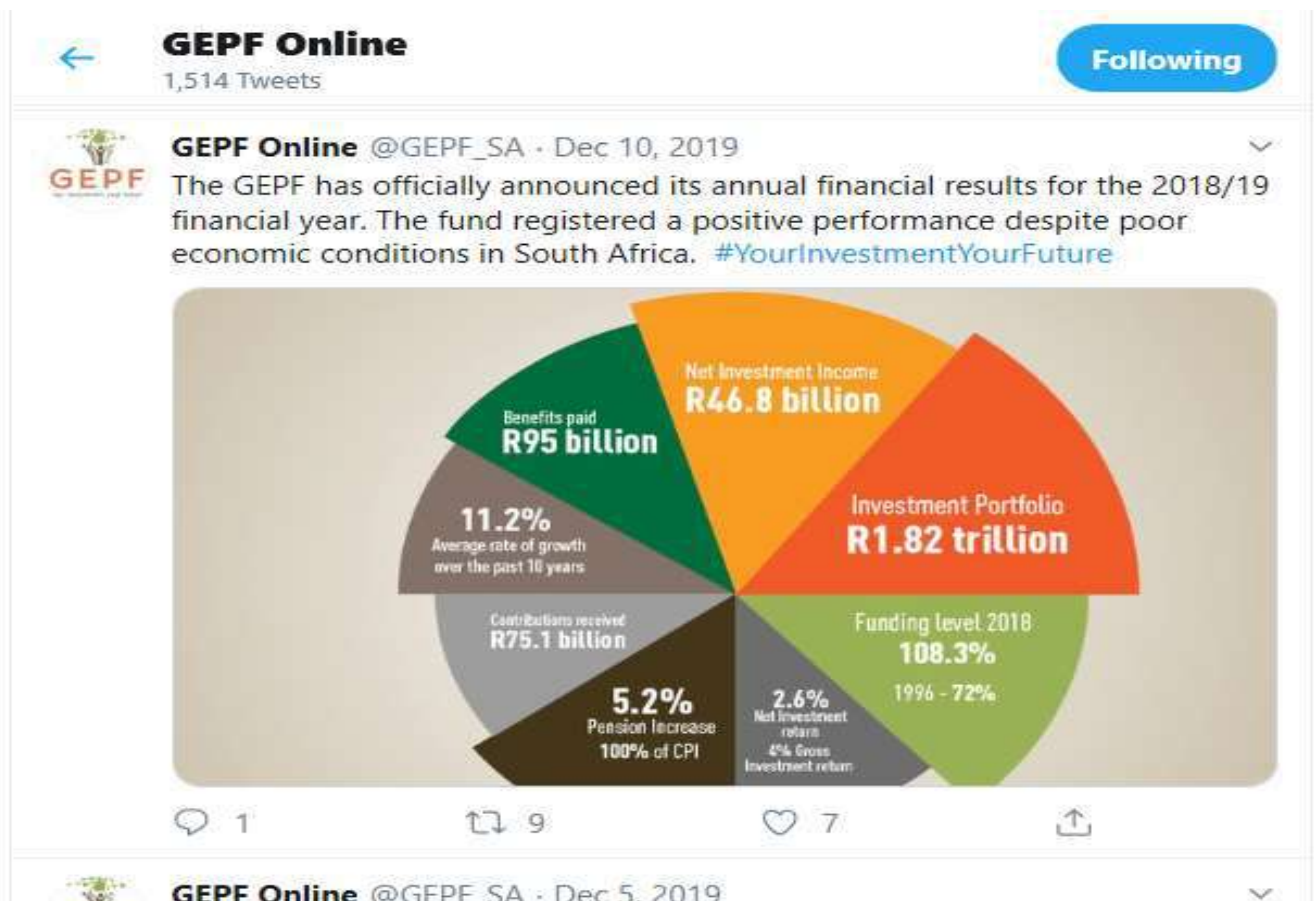 GEPF Online
1,514 Tweets
Following
GEPF
GEPF Online @GEPF_SA · Dec 10, 2019
The GEPF has officially announced its annual financial results for the 2018/19
financial year. The fund registered a positive performance despite poor
economic conditions in South Africa. #YourInvestmentYourFuture
Net Investment Income
R46.8 billion
Benefits paid
R95 billion
Investment Portfolio
R1.82 trillion
11.2%
Average rate of growth
over the past 10 years
Contributions received
R75.1 billion
Funding level 2018
108.3%
1996 - 72%
5.2%
Pension Increase
100% of CPI
2.6%
Net Investment
return
4% Gross
Investment return
1 9 7
GEPF Online @GEPF_SA · Dec 5, 2019